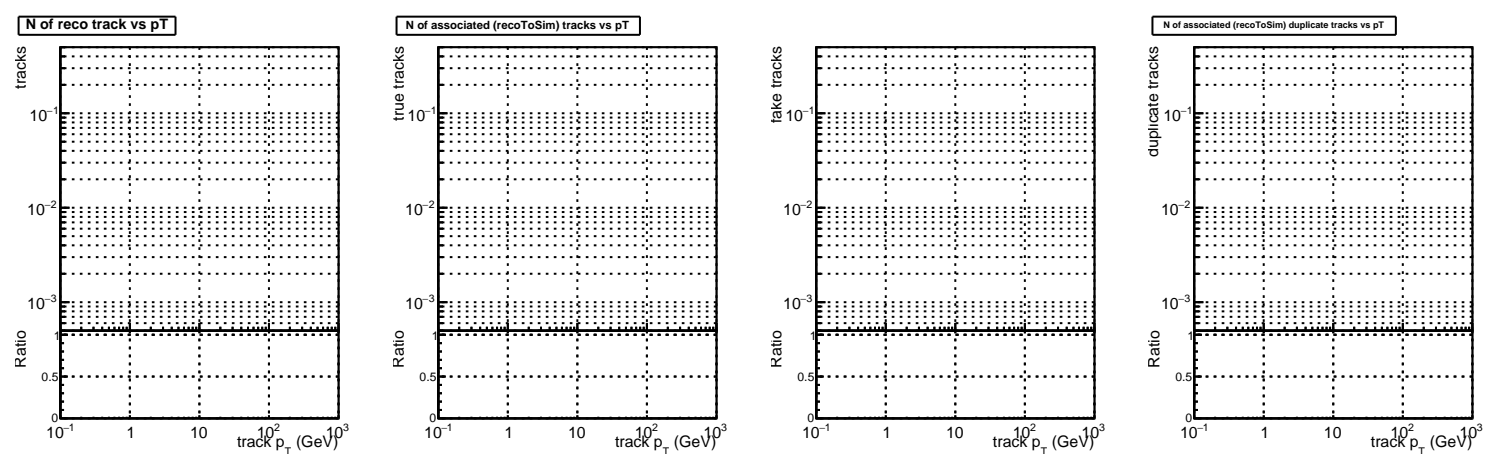 N of reco track vs pT
tracks
10⁻¹
10⁻²
10⁻³
Ratio
1
0.5
0
10⁻¹ 1 10 10² 10³
track p_T (GeV)
N of associated (recoToSim) tracks vs pT
true tracks
10⁻¹
10⁻²
10⁻³
Ratio
1
0.5
0
10⁻¹ 1 10 10² 10³
track p_T (GeV)
fake tracks
10⁻¹
10⁻²
10⁻³
Ratio
1
0.5
0
10⁻¹ 1 10 10² 10³
track p_T (GeV)
N of associated (recoToSim) duplicate tracks vs pT
duplicate tracks
10⁻¹
10⁻²
10⁻³
Ratio
1
0.5
0
10⁻¹ 1 10 10² 10³
track p_T (GeV)